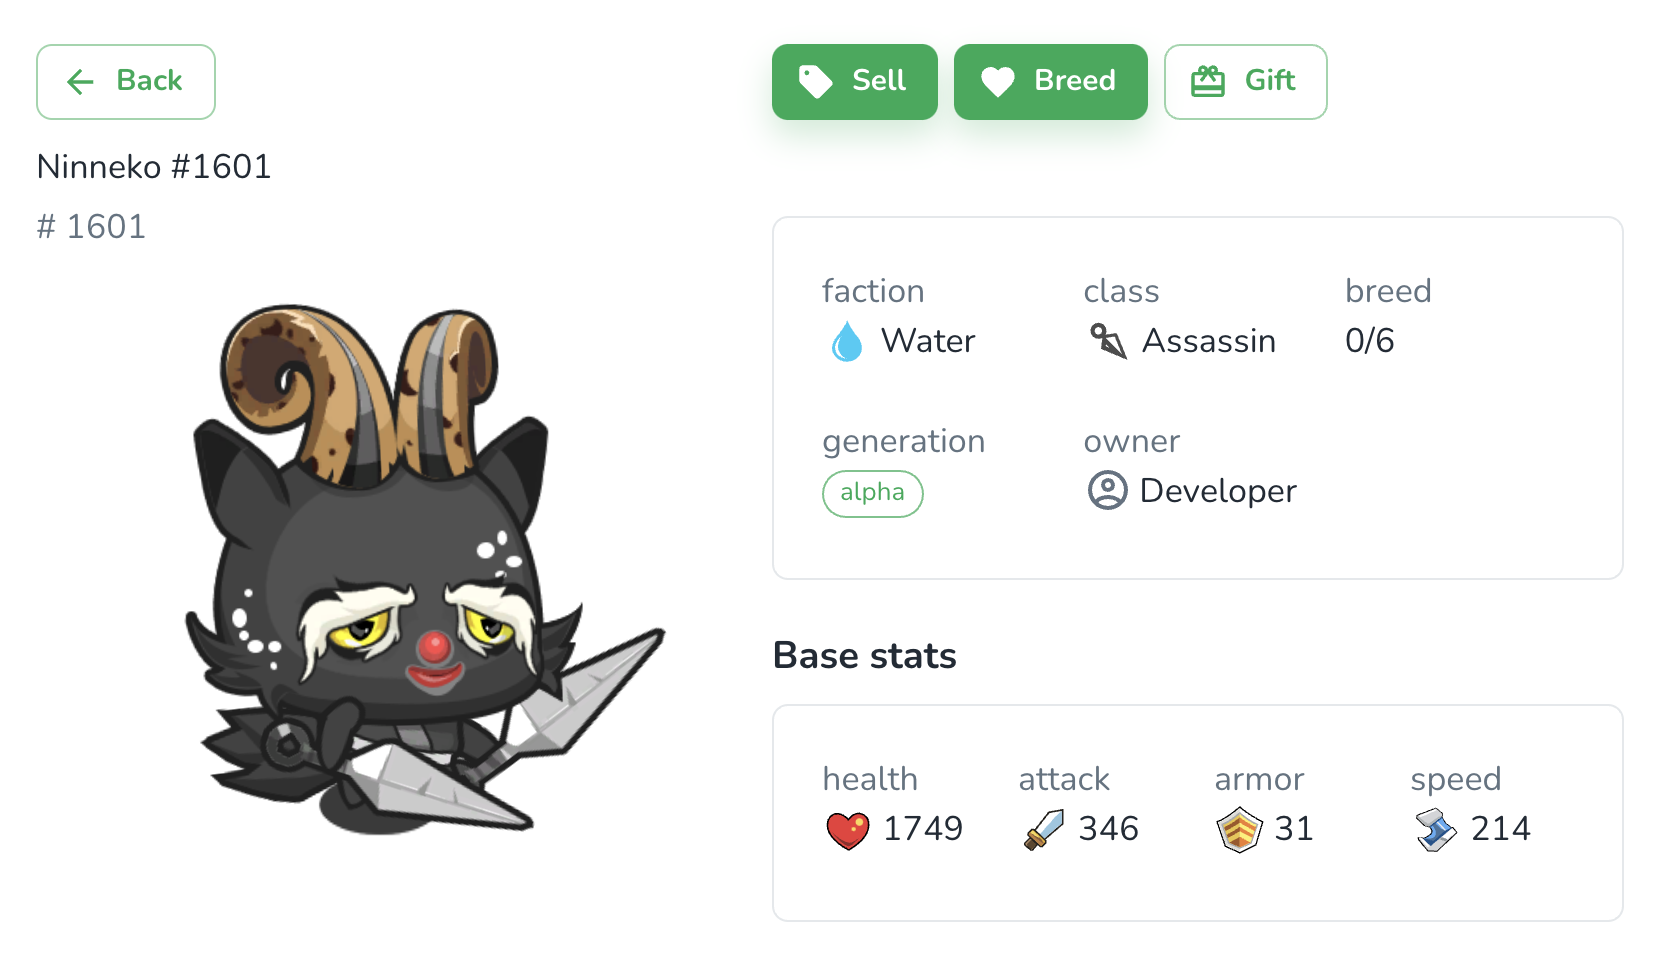 Back
Sell
Breed
Gift
Ninneko #1601
# 1601
faction
class
breed
Water
Assassin
0/6
generation
owner
alpha
Developer
Base stats
health
attack
armor
speed
1749
346
31
214